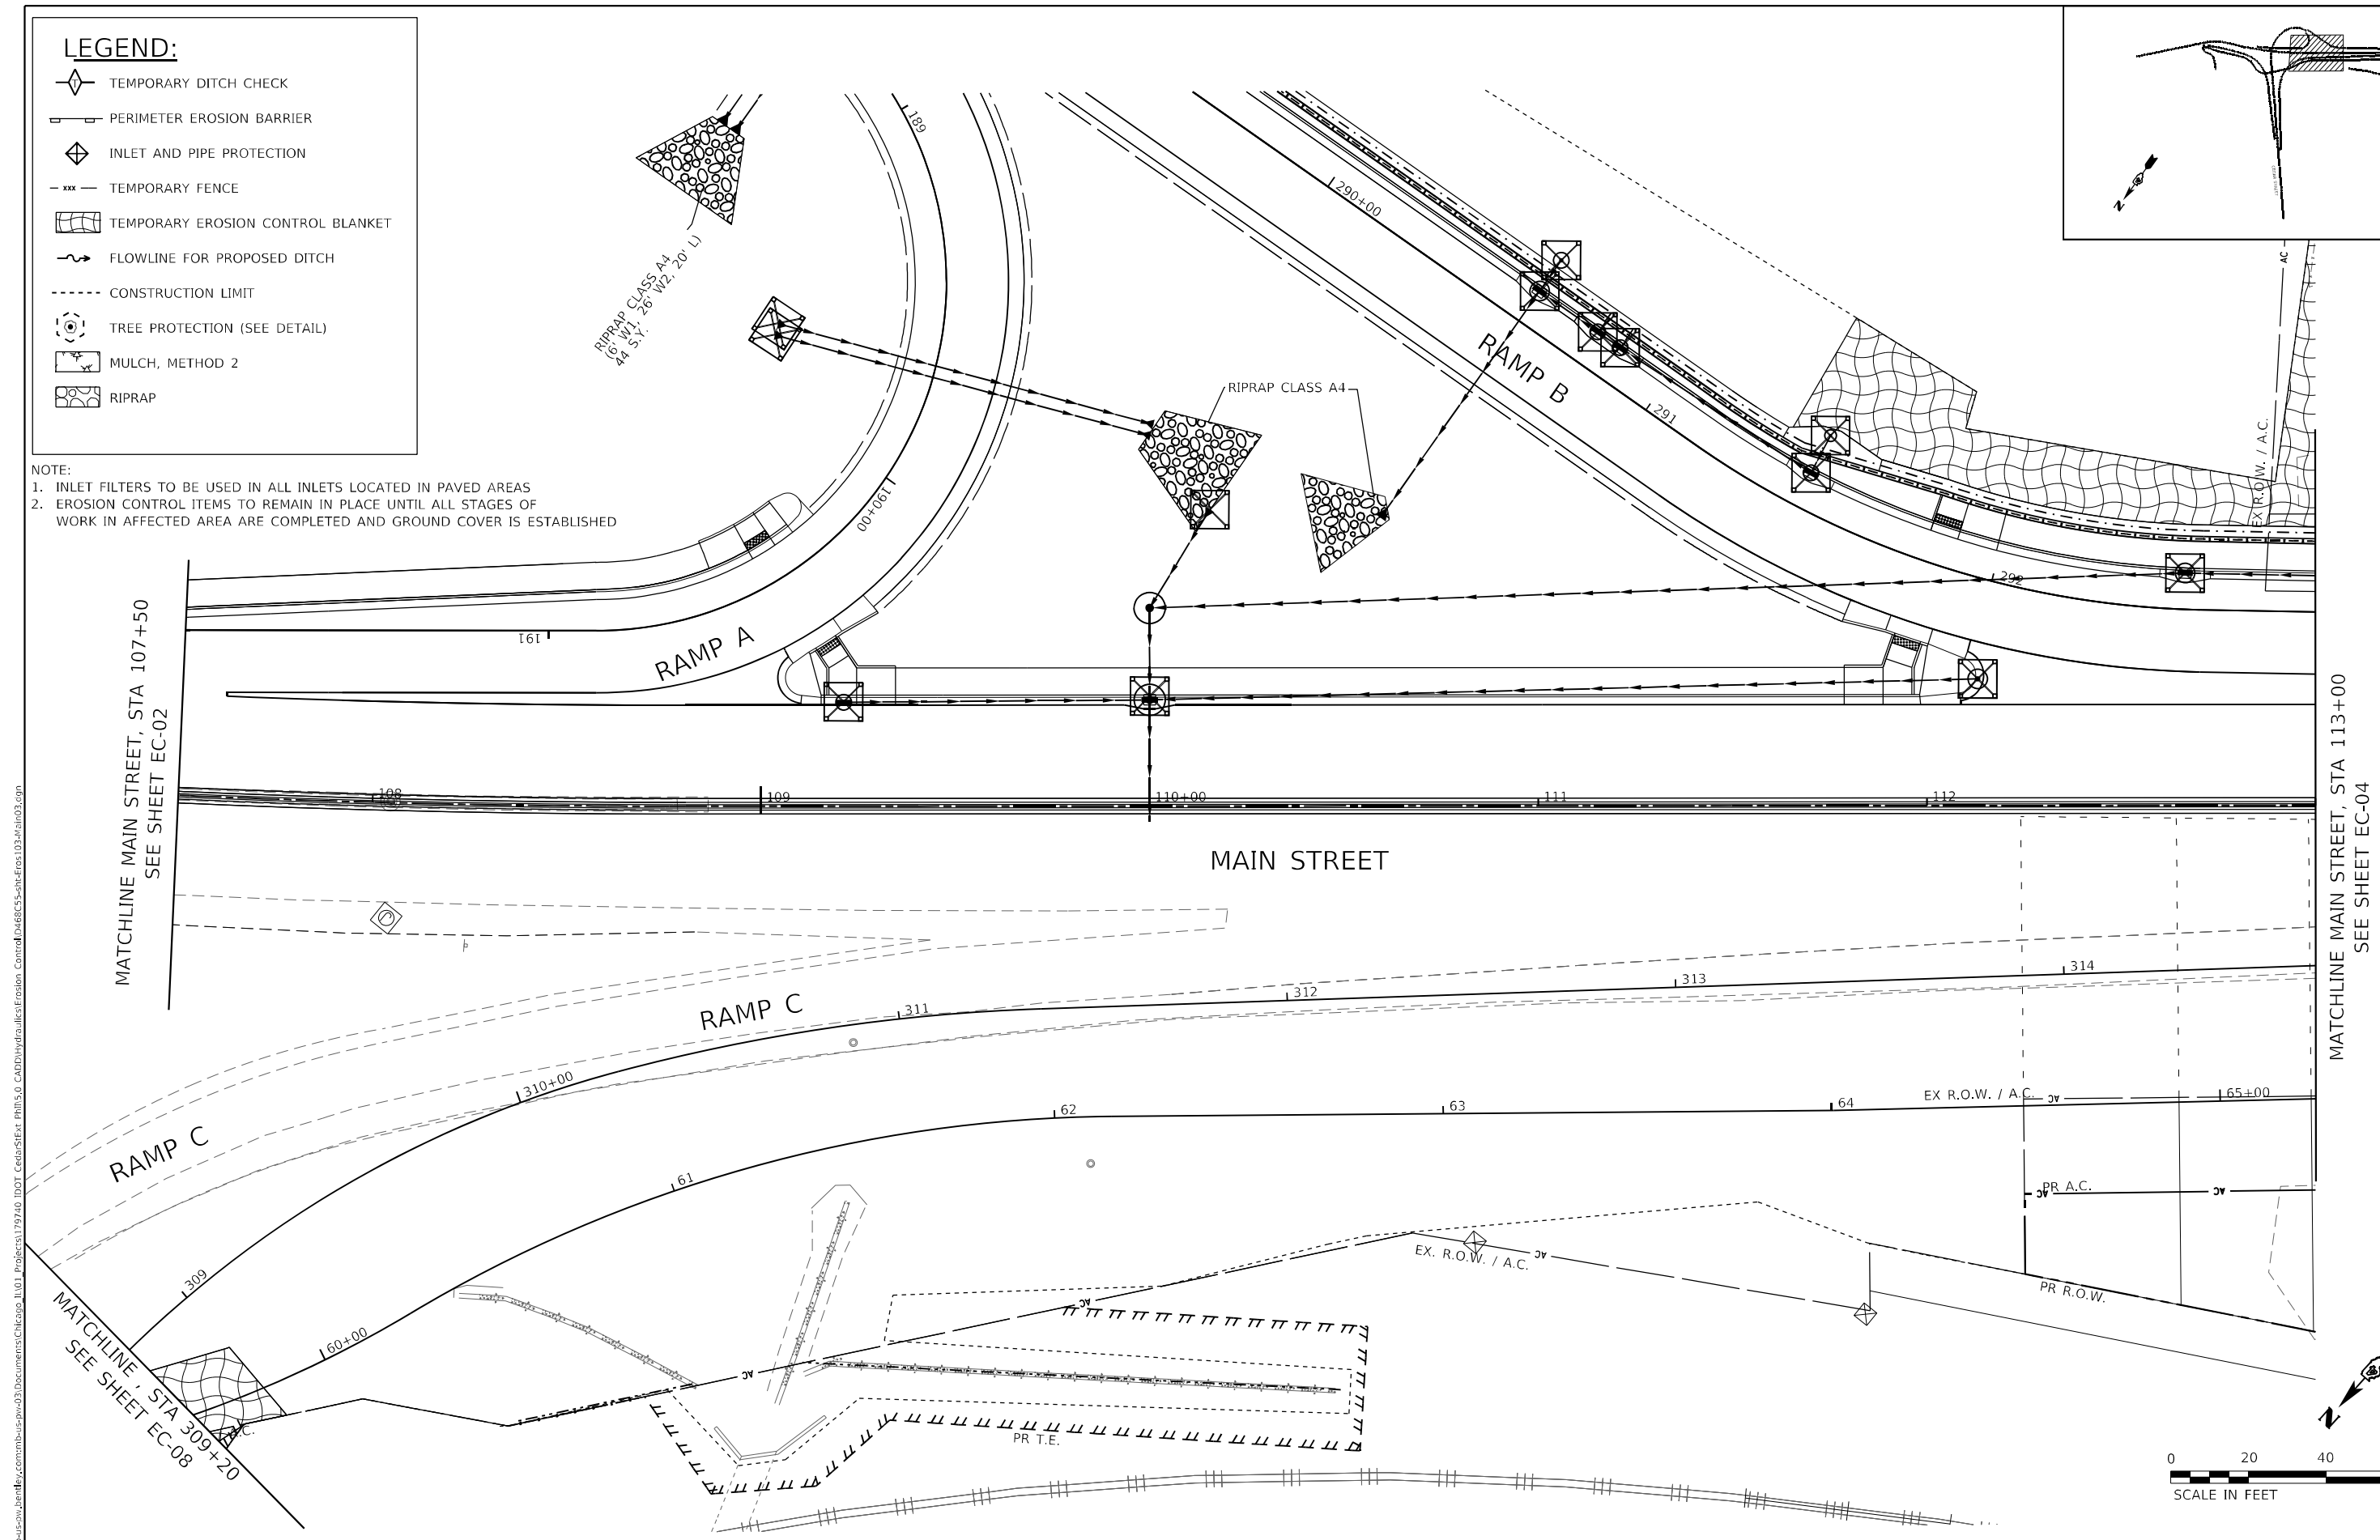 LEGEND:
T
TEMPORARY DITCH CHECK
PERIMETER EROSION BARRIER
INLET AND PIPE PROTECTION
xxx
TEMPORARY FENCE
TEMPORARY EROSION CONTROL BLANKET
FLOWLINE FOR PROPOSED DITCH
CONSTRUCTION LIMIT
TREE PROTECTION (SEE DETAIL)
MULCH, METHOD 2
RIPRAP
NOTE:
1. INLET FILTERS TO BE USED IN ALL INLETS LOCATED IN PAVED AREAS
2. EROSION CONTROL ITEMS TO REMAIN IN PLACE UNTIL ALL STAGES OF
WORK IN AFFECTED AREA ARE COMPLETED AND GROUND COVER IS ESTABLISHED
RIPRAP CLASS A4
(6' W1, 26' W2, 20' L)
44 S.Y.
189
190+00
191
RAMP A
RIPRAP CLASS A4
290+00
RAMP B
291
292
EX R.O.W. / A.C.
AC
N
MATCHLINE MAIN STREET, STA 107+50
SEE SHEET EC-02
108
109
110+00
111
112
MAIN STREET
MATCHLINE MAIN STREET, STA 113+00
SEE SHEET EC-04
RAMP C
311
312
313
314
310+00
RAMP C
309
62
63
64
EX R.O.W. / A.C.
AC
65+00
61
60+00
PR A.C.
AC
AC
EX. R.O.W. / A.C.
AC
PR R.O.W.
AC
AC
A.C.
PR T.E.
MATCHLINE, STA 309+20
SEE SHEET EC-08
N
0 20 40
SCALE IN FEET